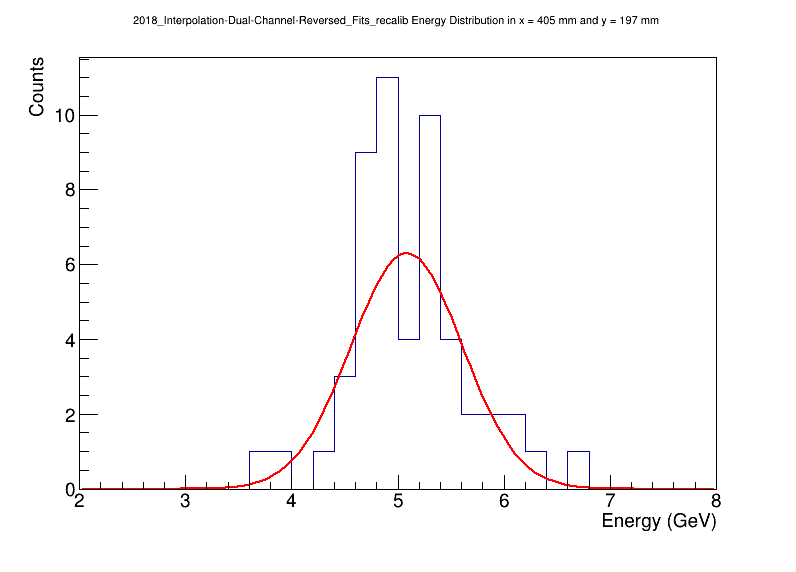 2018_Interpolation-Dual-Channel-Reversed_Fits_recalib Energy Distribution in x = 405 mm and y = 197 mm
Counts
10
8
6
4
2
0
2 3 4 5 6 7 8
Energy (GeV)